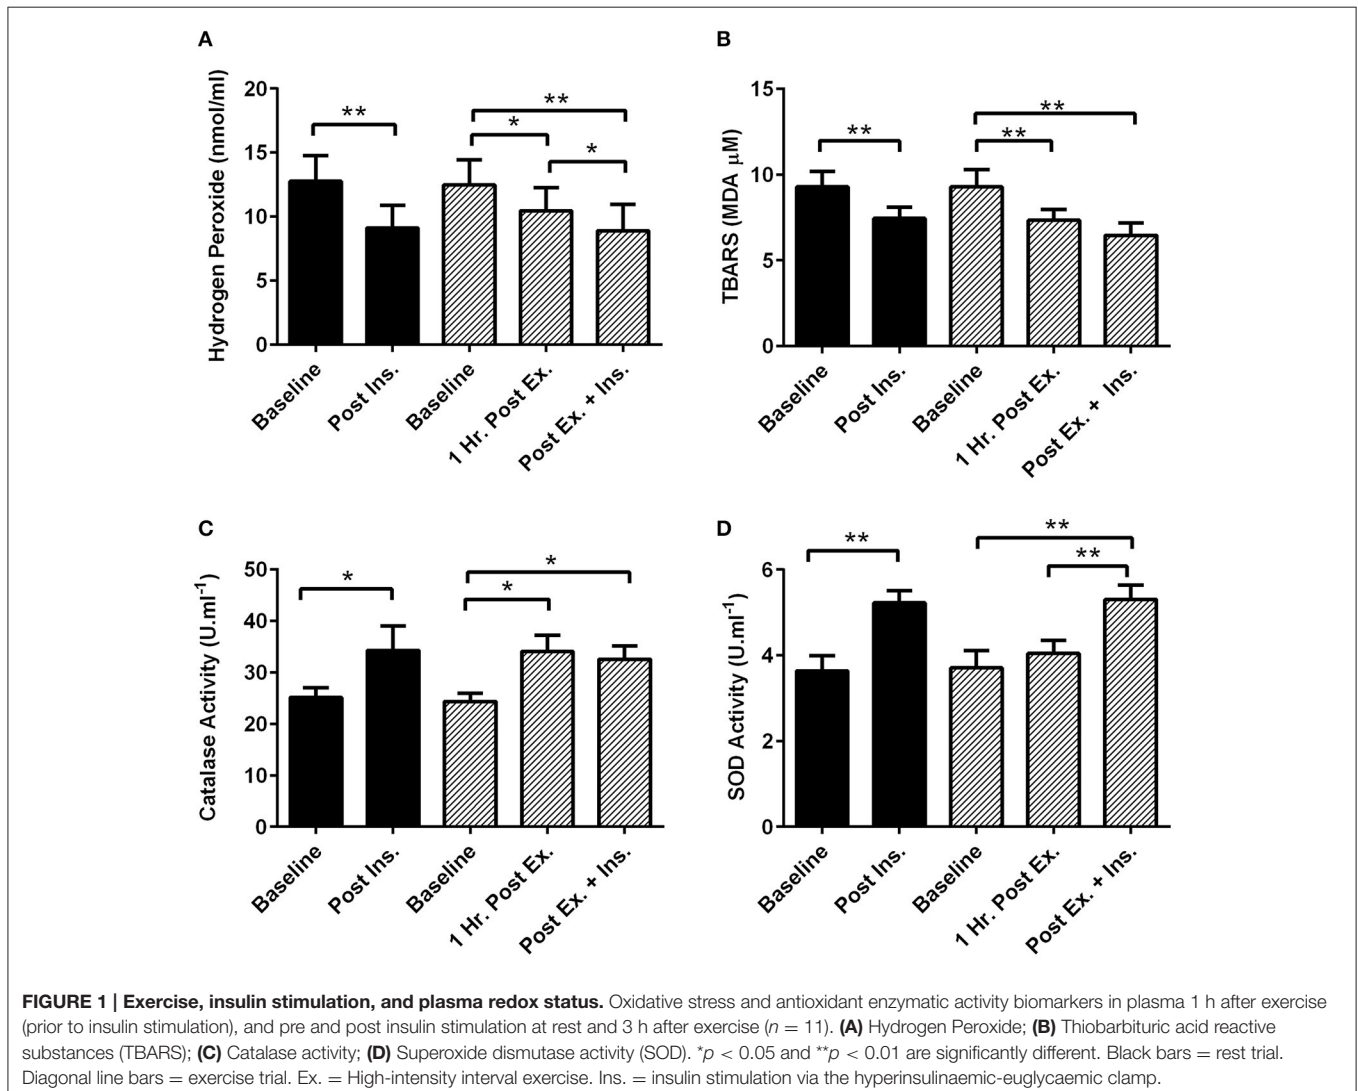 A
Hydrogen Peroxide (nmol/ml)
20
15
10
5
0
**
**
*
*
Baseline
Post Ins.
Baseline
1 Hr. Post Ex.
Post Ex. + Ins.
B
TBARS (MDA μM)
15
10
5
0
**
**
**
Baseline
Post Ins.
Baseline
1 Hr. Post Ex.
Post Ex. + Ins.
C
Catalase Activity (U.ml⁻¹)
50
40
30
20
10
0
*
*
*
Baseline
Post Ins.
Baseline
1 Hr. Post Ex.
Post Ex. + Ins.
D
SOD Activity (U.ml⁻¹)
6
4
2
0
**
**
**
Baseline
Post Ins.
Baseline
1 Hr. Post Ex.
Post Ex. + Ins.
FIGURE 1 | Exercise, insulin stimulation, and plasma redox status. Oxidative stress and antioxidant enzymatic activity biomarkers in plasma 1 h after exercise
(prior to insulin stimulation), and pre and post insulin stimulation at rest and 3 h after exercise (n = 11). (A) Hydrogen Peroxide; (B) Thiobarbituric acid reactive
substances (TBARS); (C) Catalase activity; (D) Superoxide dismutase activity (SOD). *p < 0.05 and **p < 0.01 are significantly different. Black bars = rest trial.
Diagonal line bars = exercise trial. Ex. = High-intensity interval exercise. Ins. = insulin stimulation via the hyperinsulinaemic-euglycaemic clamp.